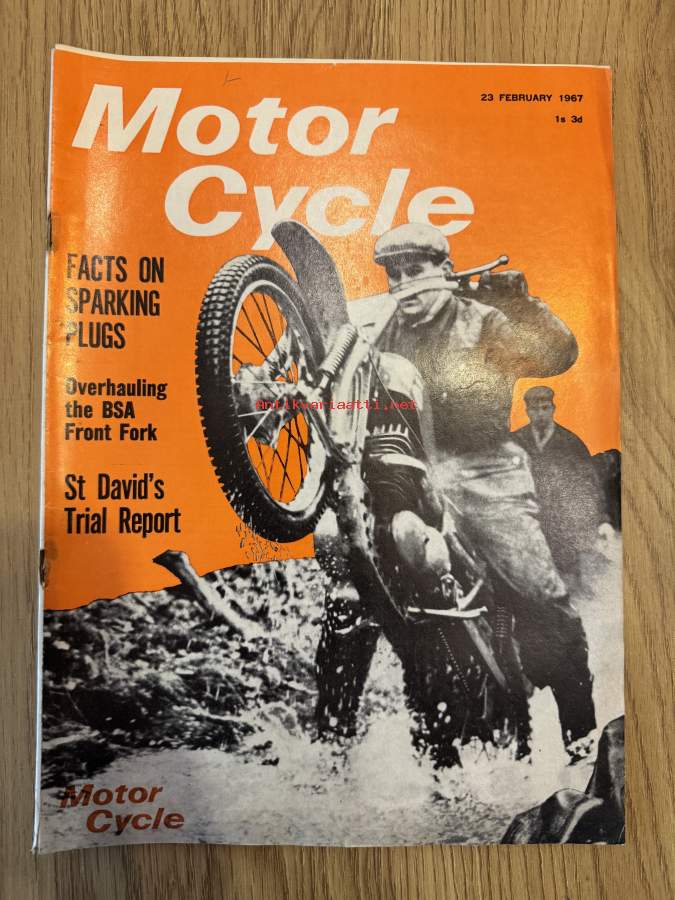 23 FEBRUARY 1967
1s 3d
Motor
Cycle
FACTS ON
SPARKING
PLUGS
Overhauling
the BSA
Front Fork
St David's
Trial Report
Antikvariaatti.net
Motor
Cycle